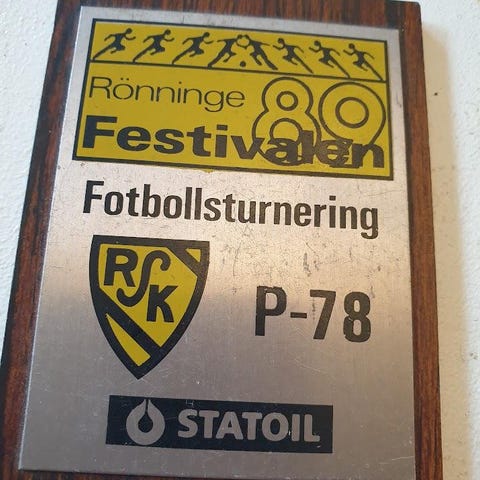 Rönninge 89
Festivalen
Fotbollsturnering
RSK
P-78
STATOIL